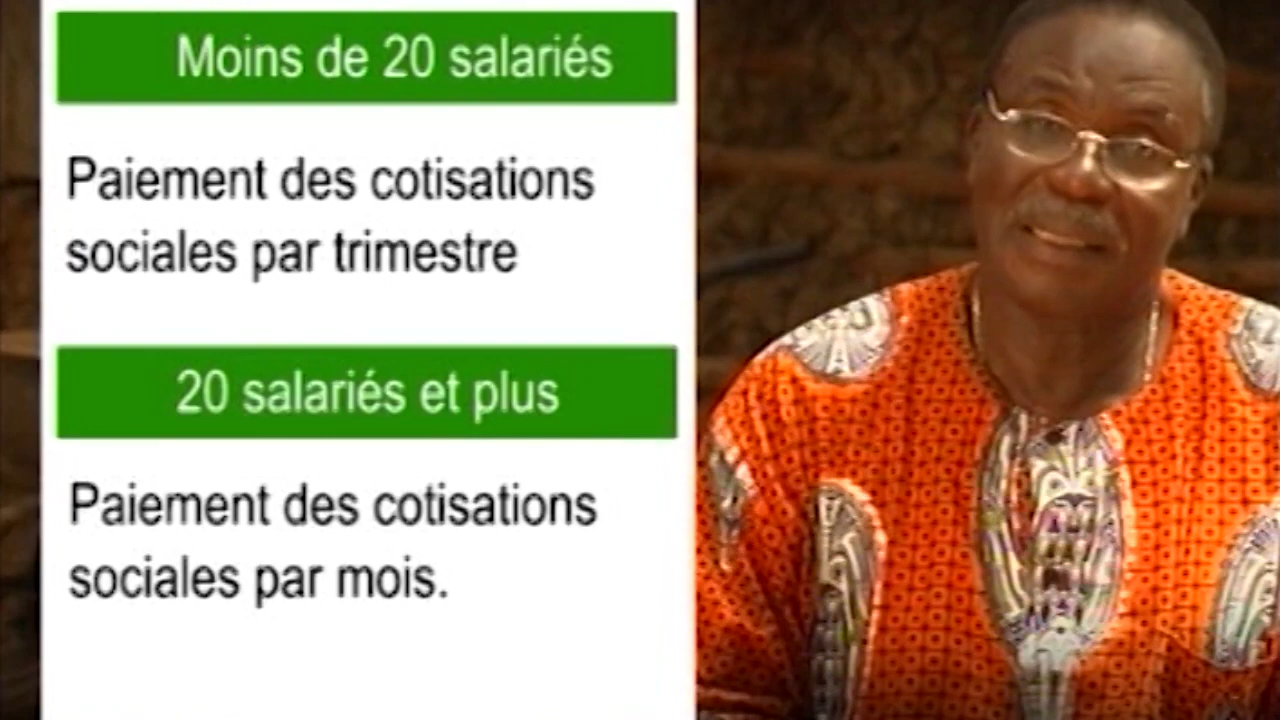 Moins de 20 salariés
Paiement des cotisations
sociales par trimestre
20 salariés et plus
Paiement des cotisations
sociales par mois.